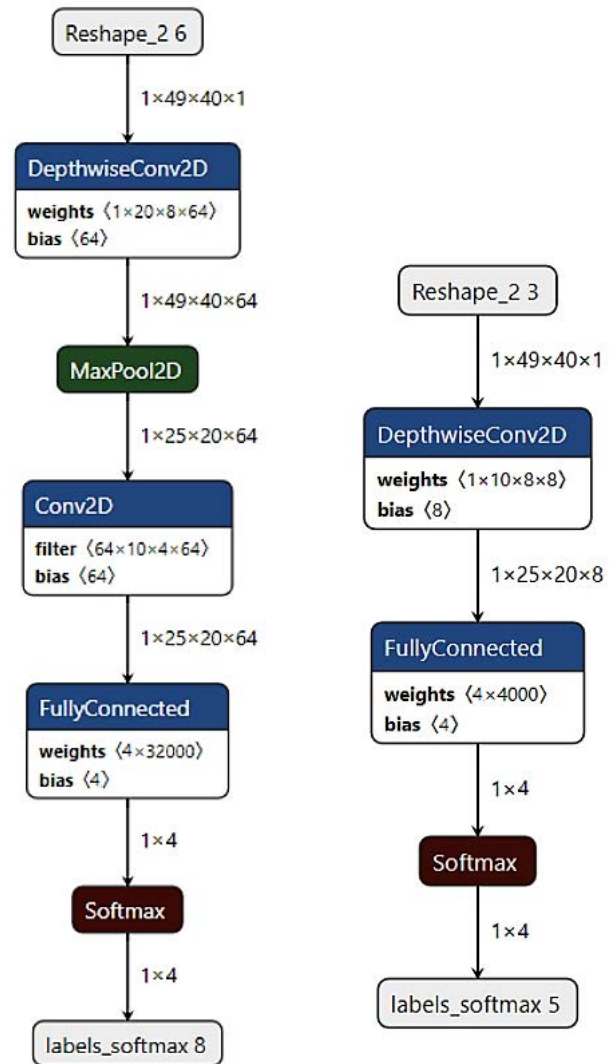 Reshape_2 6
1×49×40×1
DepthwiseConv2D
weights ⟨1×20×8×64⟩
bias ⟨64⟩
1×49×40×64
MaxPool2D
1×25×20×64
Conv2D
filter ⟨64×10×4×64⟩
bias ⟨64⟩
1×25×20×64
FullyConnected
weights ⟨4×32000⟩
bias ⟨4⟩
1×4
Softmax
1×4
labels_softmax 8
Reshape_2 3
1×49×40×1
DepthwiseConv2D
weights ⟨1×10×8×8⟩
bias ⟨8⟩
1×25×20×8
FullyConnected
weights ⟨4×4000⟩
bias ⟨4⟩
1×4
Softmax
1×4
labels_softmax 5